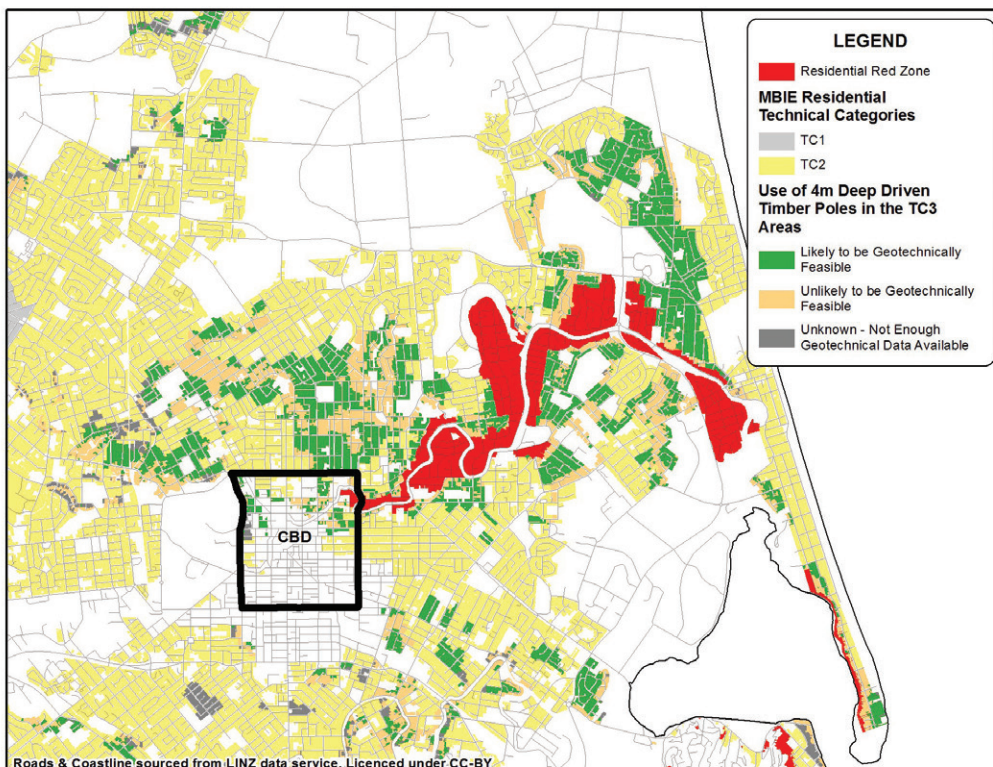 LEGEND
Residential Red Zone
MBIE Residential
Technical Categories
TC1
TC2
Use of 4m Deep Driven
Timber Poles in the TC3
Areas
Likely to be Geotechnically
Feasible
Unlikely to be Geotechnically
Feasible
Unknown - Not Enough
Geotechnical Data Available
CBD
Roads & Coastline sourced from LINZ data service. Licenced under CC-BY